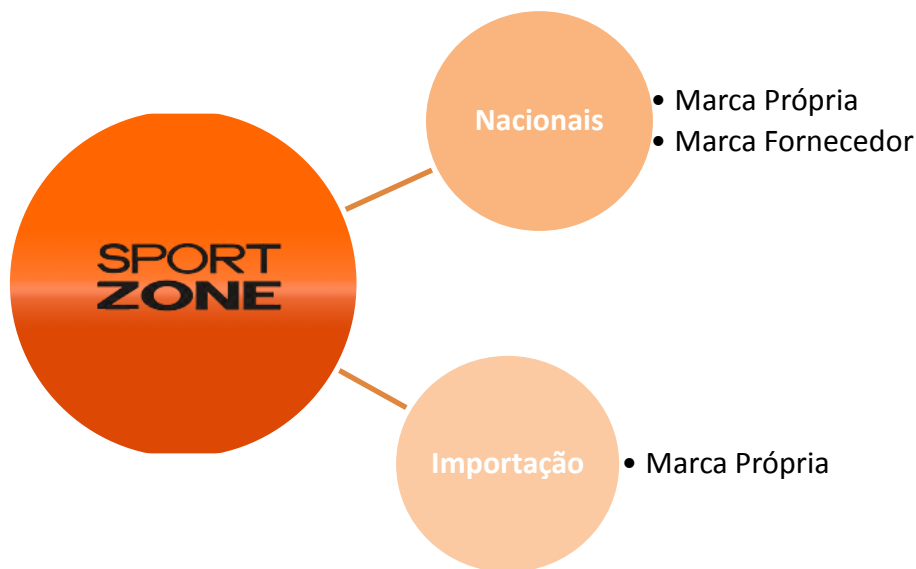 SPORT
ZONE
Nacionais
• Marca Própria
• Marca Fornecedor
Importação
• Marca Própria